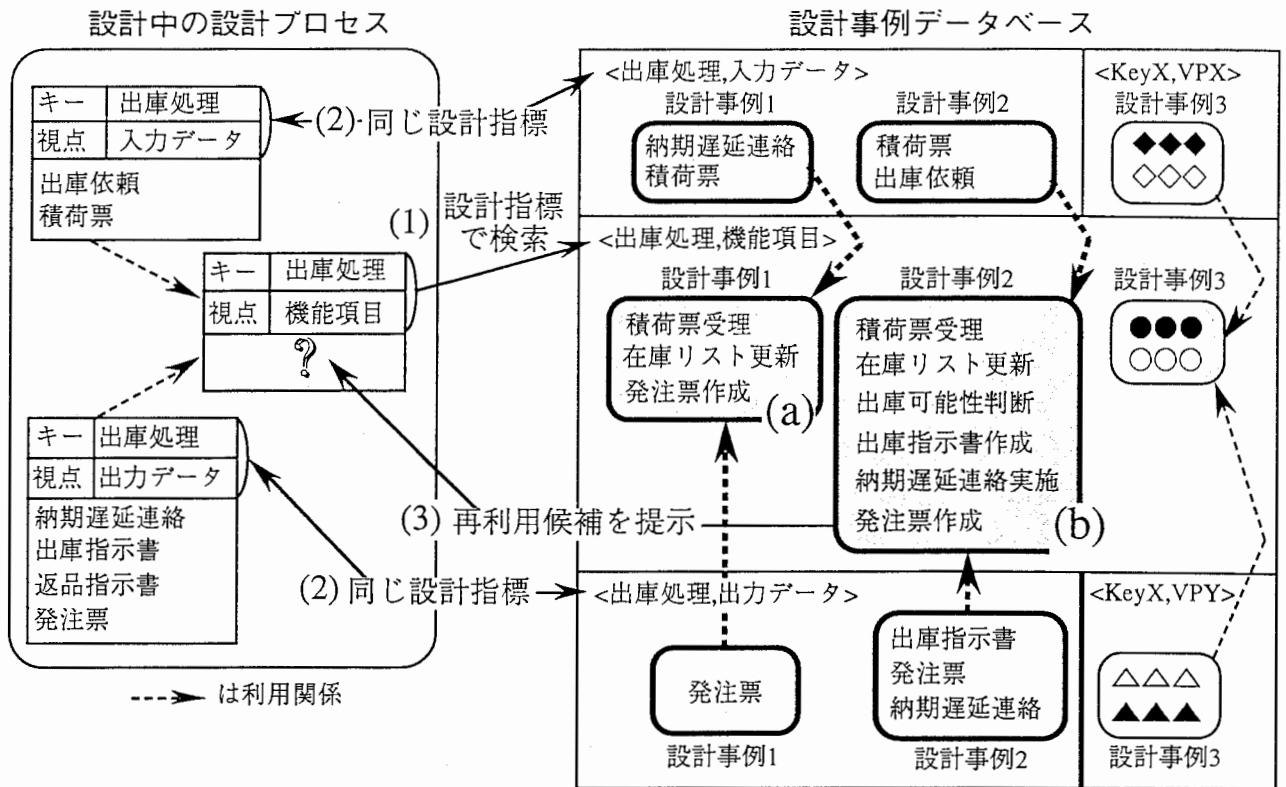 設計中の設計プロセス
キー 出庫処理
視点 入力データ
出庫依頼
積荷票
キー 出庫処理
視点 機能項目
?
キー 出庫処理
視点 出力データ
納期遅延連絡
出庫指示書
返品指示書
発注票
は利用関係
(2)·同じ設計指標
(1) 設計指標
で検索
(3) 再利用候補を提示
(2) 同じ設計指標
設計事例データベース
<出庫処理,入力データ>
設計事例1
納期遅延連絡
積荷票
設計事例2
積荷票
出庫依頼
<KeyX,VPX>
設計事例3
◆◆◆
◇◇◇
<出庫処理,機能項目>
設計事例1
積荷票受理
在庫リスト更新
発注票作成
(a)
設計事例2
積荷票受理
在庫リスト更新
出庫可能性判断
出庫指示書作成
納期遅延連絡実施
発注票作成
(b)
設計事例3
●●●
○○○
<出庫処理,出力データ>
発注票
設計事例1
出庫指示書
発注票
納期遅延連絡
設計事例2
<KeyX,VPY>
△△△
▲▲▲
設計事例3